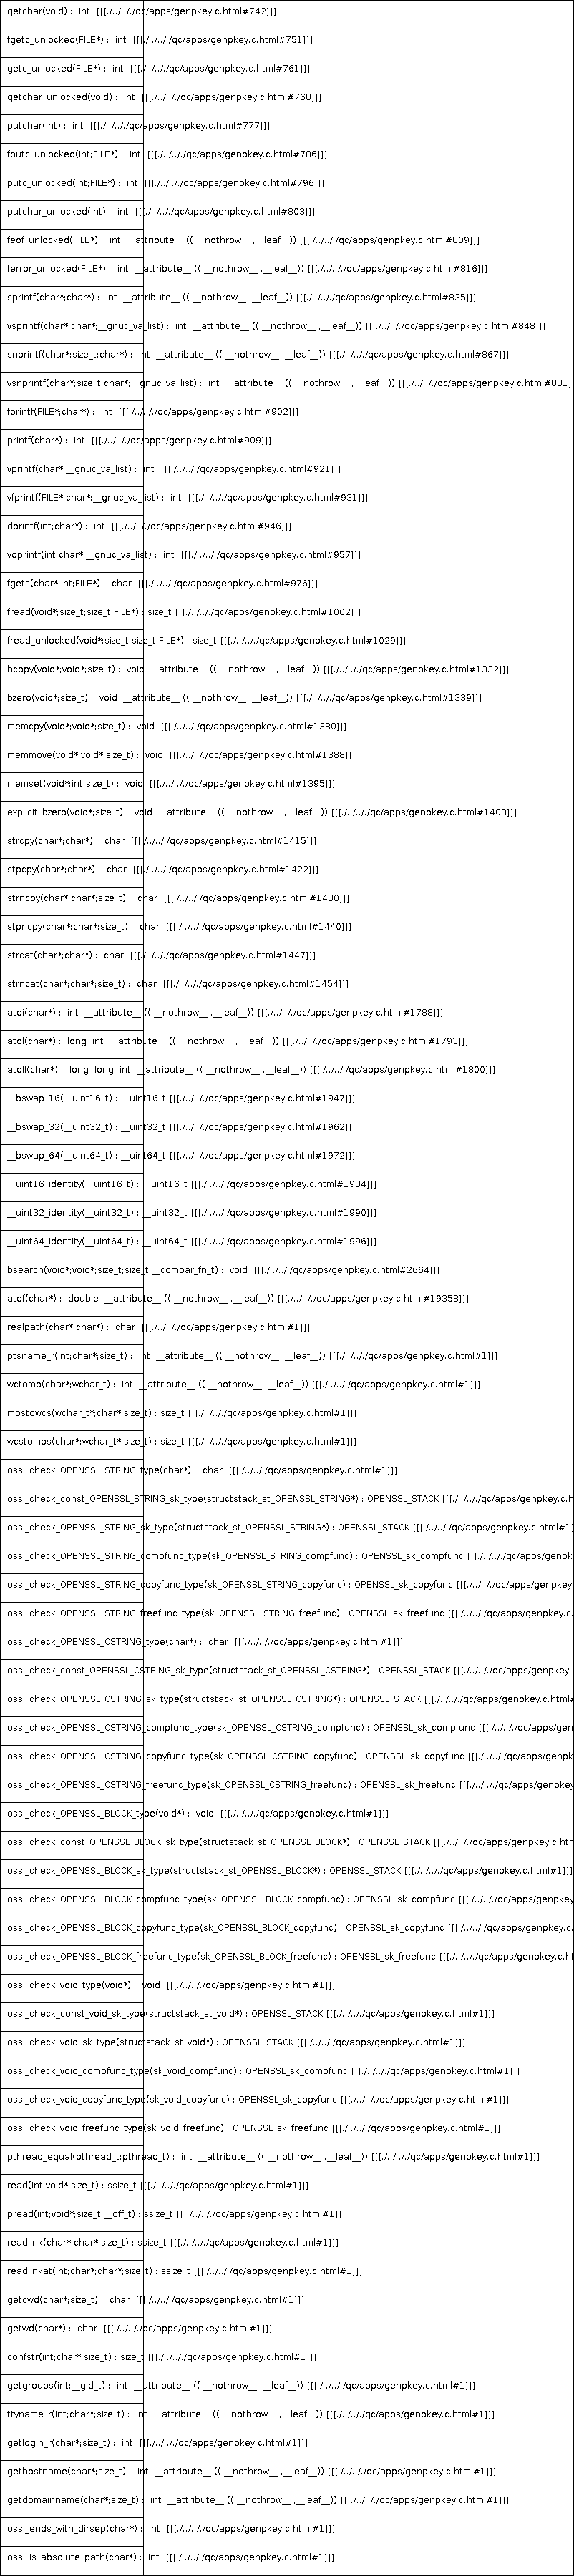 getchar(void) : int [[[./../../../qc/apps/genpkey.c.html#742]]]
fgetc_unlocked(FILE*) : int [[[./../../../qc/apps/genpkey.c.html#751]]]
getc_unlocked(FILE*) : int [[[./../../../qc/apps/genpkey.c.html#761]]]
getchar_unlocked(void) : int [[[./../../../qc/apps/genpkey.c.html#768]]]
putchar(int) : int [[[./../../../qc/apps/genpkey.c.html#777]]]
fputc_unlocked(int;FILE*) : int [[[./../../../qc/apps/genpkey.c.html#786]]]
putc_unlocked(int;FILE*) : int [[[./../../../qc/apps/genpkey.c.html#796]]]
putchar_unlocked(int) : int [[[./../../../qc/apps/genpkey.c.html#803]]]
feof_unlocked(FILE*) : int __attribute__ (( __nothrow__ ,__leaf__)) [[[./../../../qc/apps/genpkey.c.html#809]]]
ferror_unlocked(FILE*) : int __attribute__ (( __nothrow__ ,__leaf__)) [[[./../../../qc/apps/genpkey.c.html#816]]]
sprintf(char*;char*) : int __attribute__ (( __nothrow__ ,__leaf__)) [[[./../../../qc/apps/genpkey.c.html#835]]]
vsprintf(char*;char*;__gnuc_va_list) : int __attribute__ (( __nothrow__ ,__leaf__)) [[[./../../../qc/apps/genpkey.c.html#848]]]
snprintf(char*;size_t;char*) : int __attribute__ (( __nothrow__ ,__leaf__)) [[[./../../../qc/apps/genpkey.c.html#867]]]
vsnprintf(char*;size_t;char*;__gnuc_va_list) : int __attribute__ (( __nothrow__ ,__leaf__)) [[[./../../../qc/apps/genpkey.c.html#881]]
fprintf(FILE*;char*) : int [[[./../../../qc/apps/genpkey.c.html#902]]]
printf(char*) : int [[[./../../../qc/apps/genpkey.c.html#909]]]
vprintf(char*;__gnuc_va_list) : int [[[./../../../qc/apps/genpkey.c.html#921]]]
vfprintf(FILE*;char*;__gnuc_va_list) : int [[[./../../../qc/apps/genpkey.c.html#931]]]
dprintf(int;char*) : int [[[./../../../qc/apps/genpkey.c.html#946]]]
vdprintf(int;char*;__gnuc_va_list) : int [[[./../../../qc/apps/genpkey.c.html#957]]]
fgets(char*;int;FILE*) : char [[[./../../../qc/apps/genpkey.c.html#976]]]
fread(void*;size_t;size_t;FILE*) : size_t [[[./../../../qc/apps/genpkey.c.html#1002]]]
fread_unlocked(void*;size_t;size_t;FILE*) : size_t [[[./../../../qc/apps/genpkey.c.html#1029]]]
bcopy(void*;void*;size_t) : void __attribute__ (( __nothrow__ ,__leaf__)) [[[./../../../qc/apps/genpkey.c.html#1332]]]
bzero(void*;size_t) : void __attribute__ (( __nothrow__ ,__leaf__)) [[[./../../../qc/apps/genpkey.c.html#1339]]]
memcpy(void*;void*;size_t) : void [[[./../../../qc/apps/genpkey.c.html#1380]]]
memmove(void*;void*;size_t) : void [[[./../../../qc/apps/genpkey.c.html#1388]]]
memset(void*;int;size_t) : void [[[./../../../qc/apps/genpkey.c.html#1395]]]
explicit_bzero(void*;size_t) : void __attribute__ (( __nothrow__ ,__leaf__)) [[[./../../../qc/apps/genpkey.c.html#1408]]]
strcpy(char*;char*) : char [[[./../../../qc/apps/genpkey.c.html#1415]]]
stpcpy(char*;char*) : char [[[./../../../qc/apps/genpkey.c.html#1422]]]
strncpy(char*;char*;size_t) : char [[[./../../../qc/apps/genpkey.c.html#1430]]]
stpncpy(char*;char*;size_t) : char [[[./../../../qc/apps/genpkey.c.html#1440]]]
strcat(char*;char*) : char [[[./../../../qc/apps/genpkey.c.html#1447]]]
strncat(char*;char*;size_t) : char [[[./../../../qc/apps/genpkey.c.html#1454]]]
atoi(char*) : int __attribute__ (( __nothrow__ ,__leaf__)) [[[./../../../qc/apps/genpkey.c.html#1788]]]
atol(char*) : long int __attribute__ (( __nothrow__ ,__leaf__)) [[[./../../../qc/apps/genpkey.c.html#1793]]]
atoll(char*) : long long int __attribute__ (( __nothrow__ ,__leaf__)) [[[./../../../qc/apps/genpkey.c.html#1800]]]
__bswap_16(__uint16_t) : __uint16_t [[[./../../../qc/apps/genpkey.c.html#1947]]]
__bswap_32(__uint32_t) : __uint32_t [[[./../../../qc/apps/genpkey.c.html#1962]]]
__bswap_64(__uint64_t) : __uint64_t [[[./../../../qc/apps/genpkey.c.html#1972]]]
__uint16_identity(__uint16_t) : __uint16_t [[[./../../../qc/apps/genpkey.c.html#1984]]]
__uint32_identity(__uint32_t) : __uint32_t [[[./../../../qc/apps/genpkey.c.html#1990]]]
__uint64_identity(__uint64_t) : __uint64_t [[[./../../../qc/apps/genpkey.c.html#1996]]]
bsearch(void*;void*;size_t;size_t;__compar_fn_t) : void [[[./../../../qc/apps/genpkey.c.html#2664]]]
atof(char*) : double __attribute__ (( __nothrow__ ,__leaf__)) [[[./../../../qc/apps/genpkey.c.html#19358]]]
realpath(char*;char*) : char [[[./../../../qc/apps/genpkey.c.html#1]]]
ptsname_r(int;char*;size_t) : int __attribute__ (( __nothrow__ ,__leaf__)) [[[./../../../qc/apps/genpkey.c.html#1]]]
wctomb(char*;wchar_t) : int __attribute__ (( __nothrow__ ,__leaf__)) [[[./../../../qc/apps/genpkey.c.html#1]]]
mbstowcs(wchar_t*;char*;size_t) : size_t [[[./../../../qc/apps/genpkey.c.html#1]]]
wcstombs(char*;wchar_t*;size_t) : size_t [[[./../../../qc/apps/genpkey.c.html#1]]]
ossl_check_OPENSSL_STRING_type(char*) : char [[[./../../../qc/apps/genpkey.c.html#1]]]
ossl_check_const_OPENSSL_STRING_sk_type(structstack_st_OPENSSL_STRING*) : OPENSSL_STACK [[[./../../../qc/apps/genpkey.c.h
ossl_check_OPENSSL_STRING_sk_type(structstack_st_OPENSSL_STRING*) : OPENSSL_STACK [[[./../../../qc/apps/genpkey.c.html#1]
ossl_check_OPENSSL_STRING_compfunc_type(sk_OPENSSL_STRING_compfunc) : OPENSSL_sk_compfunc [[[./../../../qc/apps/genpk
ossl_check_OPENSSL_STRING_copyfunc_type(sk_OPENSSL_STRING_copyfunc) : OPENSSL_sk_copyfunc [[[./../../../qc/apps/genpkey.
ossl_check_OPENSSL_STRING_freefunc_type(sk_OPENSSL_STRING_freefunc) : OPENSSL_sk_freefunc [[[./../../../qc/apps/genpkey.c.
ossl_check_OPENSSL_CSTRING_type(char*) : char [[[./../../../qc/apps/genpkey.c.html#1]]]
ossl_check_const_OPENSSL_CSTRING_sk_type(structstack_st_OPENSSL_CSTRING*) : OPENSSL_STACK [[[./../../../qc/apps/genpkey.c
ossl_check_OPENSSL_CSTRING_sk_type(structstack_st_OPENSSL_CSTRING*) : OPENSSL_STACK [[[./../../../qc/apps/genpkey.c.html#
ossl_check_OPENSSL_CSTRING_compfunc_type(sk_OPENSSL_CSTRING_compfunc) : OPENSSL_sk_compfunc [[[./../../../qc/apps/gen
ossl_check_OPENSSL_CSTRING_copyfunc_type(sk_OPENSSL_CSTRING_copyfunc) : OPENSSL_sk_copyfunc [[[./../../../qc/apps/genpk
ossl_check_OPENSSL_CSTRING_freefunc_type(sk_OPENSSL_CSTRING_freefunc) : OPENSSL_sk_freefunc [[[./../../../qc/apps/genpkey
ossl_check_OPENSSL_BLOCK_type(void*) : void [[[./../../../qc/apps/genpkey.c.html#1]]]
ossl_check_const_OPENSSL_BLOCK_sk_type(structstack_st_OPENSSL_BLOCK*) : OPENSSL_STACK [[[./../../../qc/apps/genpkey.c.htm
ossl_check_OPENSSL_BLOCK_sk_type(structstack_st_OPENSSL_BLOCK*) : OPENSSL_STACK [[[./../../../qc/apps/genpkey.c.html#1]]]
ossl_check_OPENSSL_BLOCK_compfunc_type(sk_OPENSSL_BLOCK_compfunc) : OPENSSL_sk_compfunc [[[./../../../qc/apps/genpkey
ossl_check_OPENSSL_BLOCK_copyfunc_type(sk_OPENSSL_BLOCK_copyfunc) : OPENSSL_sk_copyfunc [[[./../../../qc/apps/genpkey.c.
ossl_check_OPENSSL_BLOCK_freefunc_type(sk_OPENSSL_BLOCK_freefunc) : OPENSSL_sk_freefunc [[[./../../../qc/apps/genpkey.c.ht
ossl_check_void_type(void*) : void [[[./../../../qc/apps/genpkey.c.html#1]]]
ossl_check_const_void_sk_type(structstack_st_void*) : OPENSSL_STACK [[[./../../../qc/apps/genpkey.c.html#1]]]
ossl_check_void_sk_type(structstack_st_void*) : OPENSSL_STACK [[[./../../../qc/apps/genpkey.c.html#1]]]
ossl_check_void_compfunc_type(sk_void_compfunc) : OPENSSL_sk_compfunc [[[./../../../qc/apps/genpkey.c.html#1]]]
ossl_check_void_copyfunc_type(sk_void_copyfunc) : OPENSSL_sk_copyfunc [[[./../../../qc/apps/genpkey.c.html#1]]]
ossl_check_void_freefunc_type(sk_void_freefunc) : OPENSSL_sk_freefunc [[[./../../../qc/apps/genpkey.c.html#1]]]
pthread_equal(pthread_t;pthread_t) : int __attribute__ (( __nothrow__ ,__leaf__)) [[[./../../../qc/apps/genpkey.c.html#1]]]
read(int;void*;size_t) : ssize_t [[[./../../../qc/apps/genpkey.c.html#1]]]
pread(int;void*;size_t;__off_t) : ssize_t [[[./../../../qc/apps/genpkey.c.html#1]]]
readlink(char*;char*;size_t) : ssize_t [[[./../../../qc/apps/genpkey.c.html#1]]]
readlinkat(int;char*;char*;size_t) : ssize_t [[[./../../../qc/apps/genpkey.c.html#1]]]
getcwd(char*;size_t) : char [[[./../../../qc/apps/genpkey.c.html#1]]]
getwd(char*) : char [[[./../../../qc/apps/genpkey.c.html#1]]]
confstr(int;char*;size_t) : size_t [[[./../../../qc/apps/genpkey.c.html#1]]]
getgroups(int;__gid_t) : int __attribute__ (( __nothrow__ ,__leaf__)) [[[./../../../qc/apps/genpkey.c.html#1]]]
ttyname_r(int;char*;size_t) : int __attribute__ (( __nothrow__ ,__leaf__)) [[[./../../../qc/apps/genpkey.c.html#1]]]
getlogin_r(char*;size_t) : int [[[./../../../qc/apps/genpkey.c.html#1]]]
gethostname(char*;size_t) : int __attribute__ (( __nothrow__ ,__leaf__)) [[[./../../../qc/apps/genpkey.c.html#1]]]
getdomainname(char*;size_t) : int __attribute__ (( __nothrow__ ,__leaf__)) [[[./../../../qc/apps/genpkey.c.html#1]]]
ossl_ends_with_dirsep(char*) : int [[[./../../../qc/apps/genpkey.c.html#1]]]
ossl_is_absolute_path(char*) : int [[[./../../../qc/apps/genpkey.c.html#1]]]